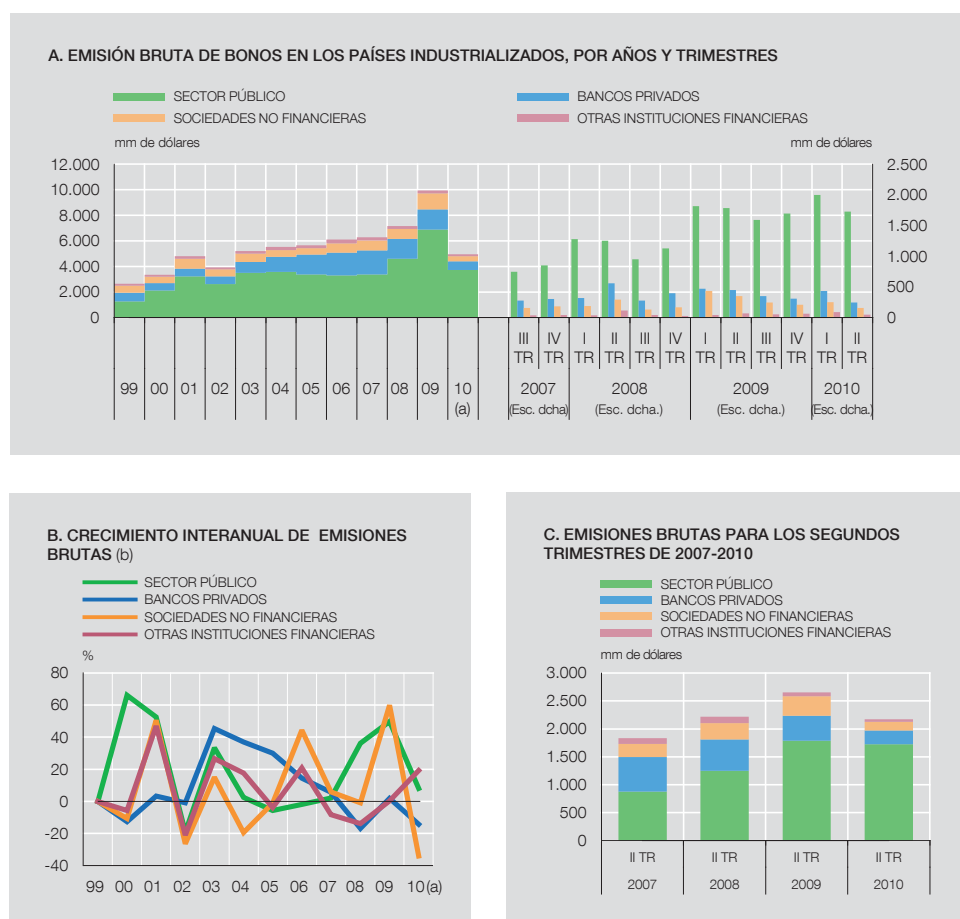 A. EMISIÓN BRUTA DE BONOS EN LOS PAÍSES INDUSTRIALIZADOS, POR AÑOS Y TRIMESTRES
SECTOR PÚBLICO
BANCOS PRIVADOS
SOCIEDADES NO FINANCIERAS
OTRAS INSTITUCIONES FINANCIERAS
mm de dólares
mm de dólares
12.000
10.000
8.000
6.000
4.000
2.000
0
2.500
2.000
1.500
1.000
500
0
99 00 01 02 03 04 05 06 07 08 09 10
(a)
III IV I II III IV I II III IV I II
TR TR TR TR TR TR TR TR TR TR TR TR
2007 2008 2009 2010
(Esc. dcha) (Esc. dcha.) (Esc. dcha.) (Esc. dcha.)
B. CRECIMIENTO INTERANUAL DE EMISIONES
BRUTAS (b)
SECTOR PÚBLICO
BANCOS PRIVADOS
SOCIEDADES NO FINANCIERAS
OTRAS INSTITUCIONES FINANCIERAS
%
80
60
40
20
0
-20
-40
99 00 01 02 03 04 05 06 07 08 09 10(a)
C. EMISIONES BRUTAS PARA LOS SEGUNDOS
TRIMESTRES DE 2007-2010
SECTOR PÚBLICO
BANCOS PRIVADOS
SOCIEDADES NO FINANCIERAS
OTRAS INSTITUCIONES FINANCIERAS
mm de dólares
3.000
2.500
2.000
1.500
1.000
500
0
II TR II TR II TR II TR
2007 2008 2009 2010